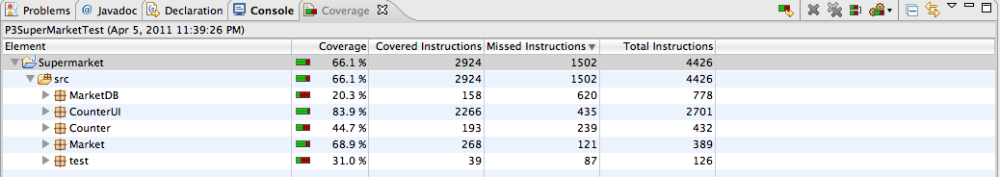 Problems @ Javadoc Declaration Console Coverage
P3SuperMarketTest (Apr 5, 2011 11:39:26 PM)
Element Coverage Covered Instructions Missed Instructions Total Instructions
Supermarket 66.1 % 2924 1502 4426
src 66.1 % 2924 1502 4426
MarketDB 20.3 % 158 620 778
CounterUI 83.9 % 2266 435 2701
Counter 44.7 % 193 239 432
Market 68.9 % 268 121 389
test 31.0 % 39 87 126